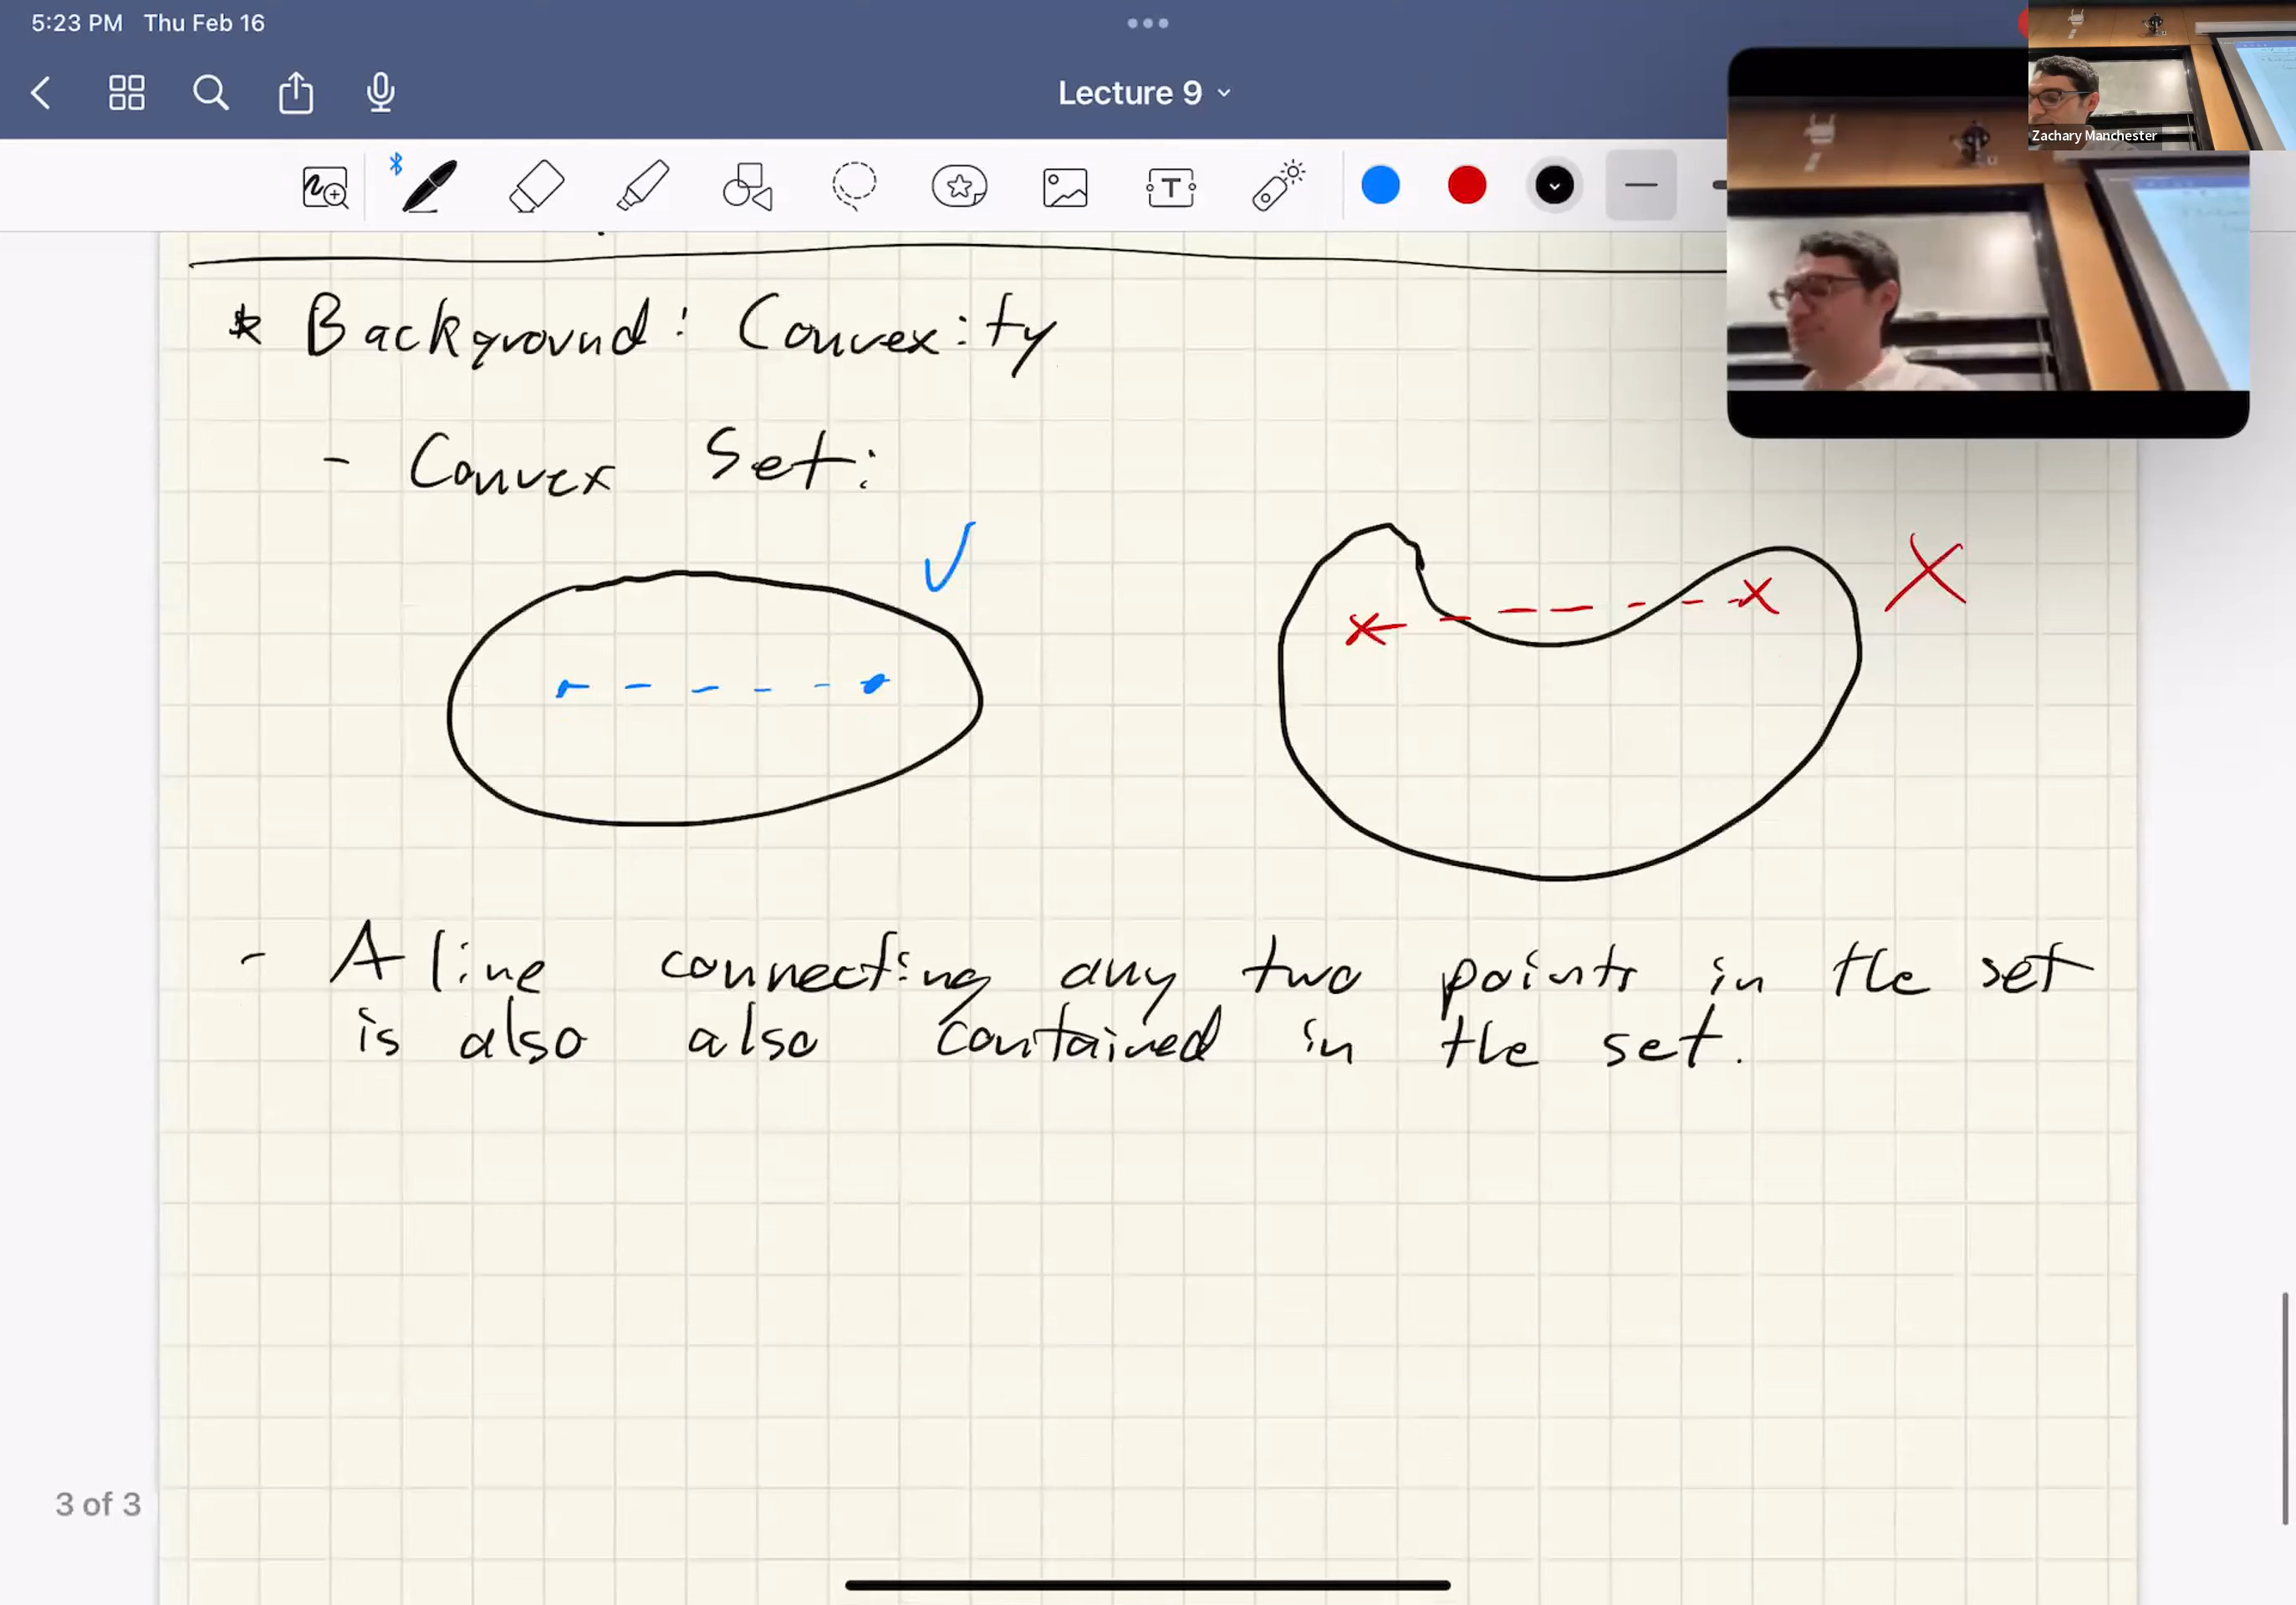 5:23 PM Thu Feb 16
Lecture 9
T
Zachary Manchester
* Background: Convexity
- Convex Set:
- A line connecting any two points in the set
is also also contained in the set.
3 of 3